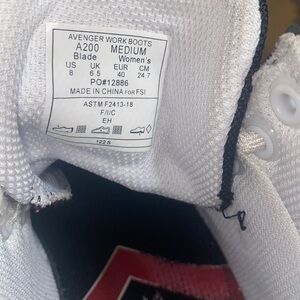 AVENGER WORK BOOTS
A200 MEDIUM
Blade Women's
US UK EUR CM
8 6.5 40 24.7
PO#12886
MADE IN CHINA FOR FSI
ASTM F2413-18
F/I/C
EH